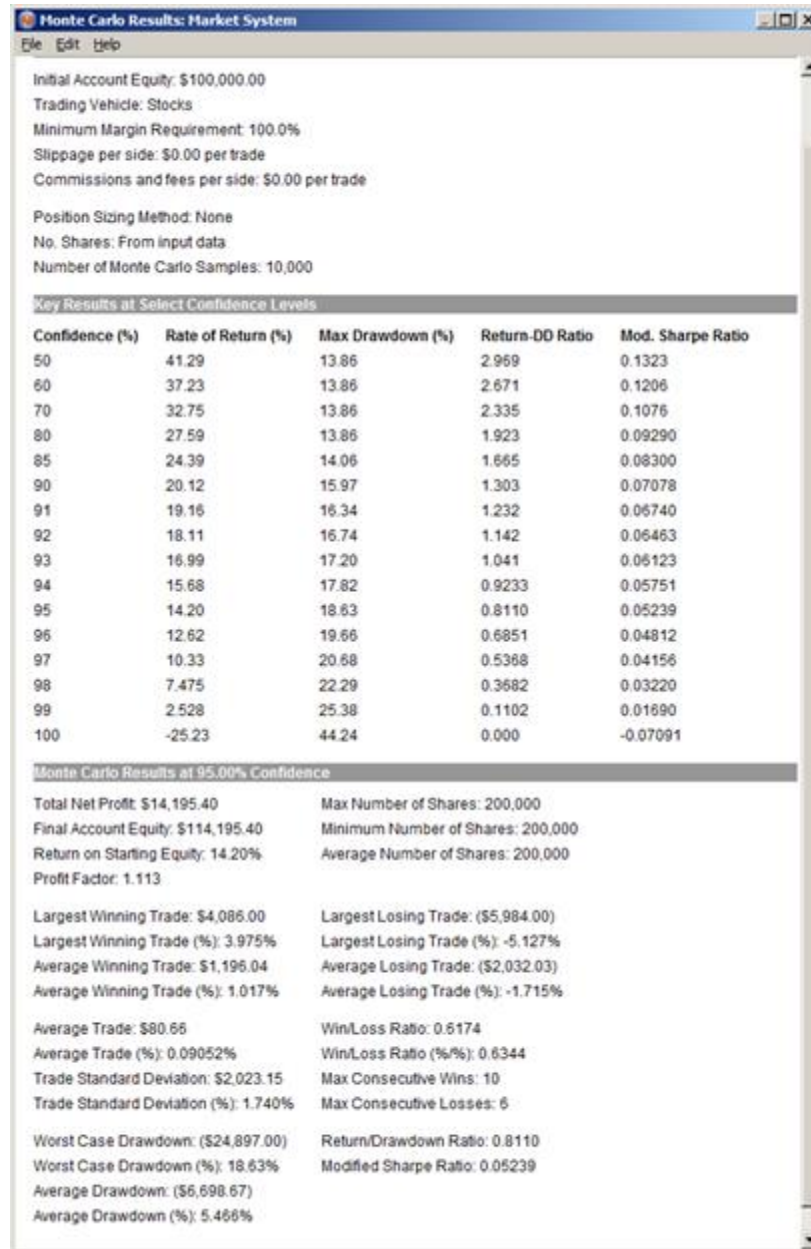 Monte Carlo Results: Market System
File Edit Help
Initial Account Equity: $100,000.00
Trading Vehicle: Stocks
Minimum Margin Requirement: 100.0%
Slippage per side: $0.00 per trade
Commissions and fees per side: $0.00 per trade
Position Sizing Method: None
No. Shares: From input data
Number of Monte Carlo Samples: 10,000
Key Results at Select Confidence Levels
Confidence (%) Rate of Return (%) Max Drawdown (%) Return-DD Ratio Mod. Sharpe Ratio
50 41.29 13.86 2.969 0.1323
60 37.23 13.86 2.671 0.1206
70 32.75 13.86 2.335 0.1076
80 27.59 13.86 1.923 0.09290
85 24.39 14.06 1.665 0.08300
90 20.12 15.97 1.303 0.07078
91 19.16 16.34 1.232 0.06740
92 18.11 16.74 1.142 0.06463
93 16.99 17.20 1.041 0.06123
94 15.68 17.82 0.9233 0.05751
95 14.20 18.63 0.8110 0.05239
96 12.62 19.66 0.6851 0.04812
97 10.33 20.68 0.5368 0.04156
98 7.475 22.29 0.3682 0.03220
99 2.528 25.38 0.1102 0.01690
100 -25.23 44.24 0.000 -0.07091
Monte Carlo Results at 95.00% Confidence
Total Net Profit: $14,195.40 Max Number of Shares: 200,000
Final Account Equity: $114,195.40 Minimum Number of Shares: 200,000
Return on Starting Equity: 14.20% Average Number of Shares: 200,000
Profit Factor: 1.113
Largest Winning Trade: $4,086.00 Largest Losing Trade: ($5,984.00)
Largest Winning Trade (%): 3.975% Largest Losing Trade (%): -5.127%
Average Winning Trade: $1,196.04 Average Losing Trade: ($2,032.03)
Average Winning Trade (%): 1.017% Average Losing Trade (%): -1.715%
Average Trade: $80.66 Win/Loss Ratio: 0.6174
Average Trade (%): 0.09052% Win/Loss Ratio (%/%): 0.6344
Trade Standard Deviation: $2,023.15 Max Consecutive Wins: 10
Trade Standard Deviation (%): 1.740% Max Consecutive Losses: 6
Worst Case Drawdown: ($24,897.00) Return/Drawdown Ratio: 0.8110
Worst Case Drawdown (%): 18.63% Modified Sharpe Ratio: 0.05239
Average Drawdown: ($6,698.67)
Average Drawdown (%): 5.466%